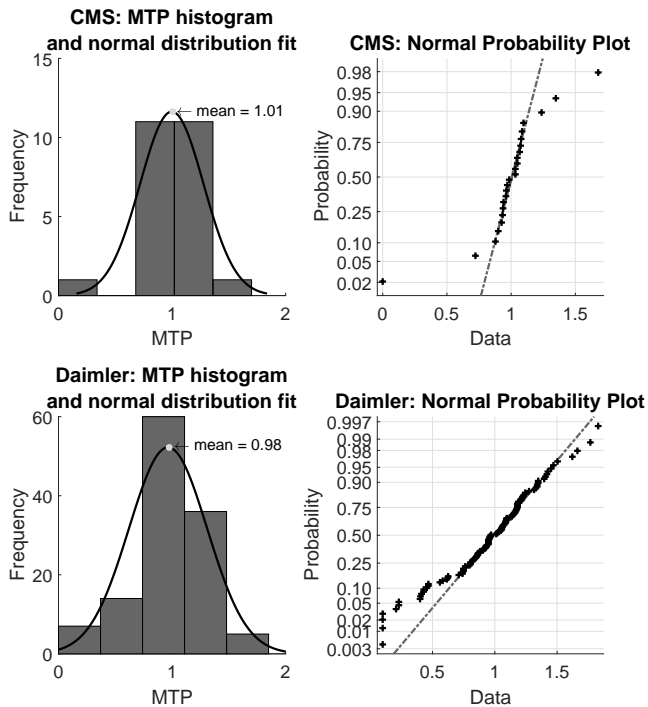 CMS: MTP histogram
and normal distribution fit
15
10
5
0
Frequency
mean = 1.01
0 1 2
MTP
CMS: Normal Probability Plot
0.98
0.95
0.90
0.75
0.50
0.25
0.10
0.05
0.02
Probability
0 0.5 1 1.5
Data
Daimler: MTP histogram
and normal distribution fit
60
40
20
0
Frequency
mean = 0.98
0 1 2
MTP
Daimler: Normal Probability Plot
0.997
0.99
0.98
0.95
0.90
0.75
0.50
0.25
0.10
0.05
0.02
0.01
0.003
Probability
0.5 1 1.5
Data